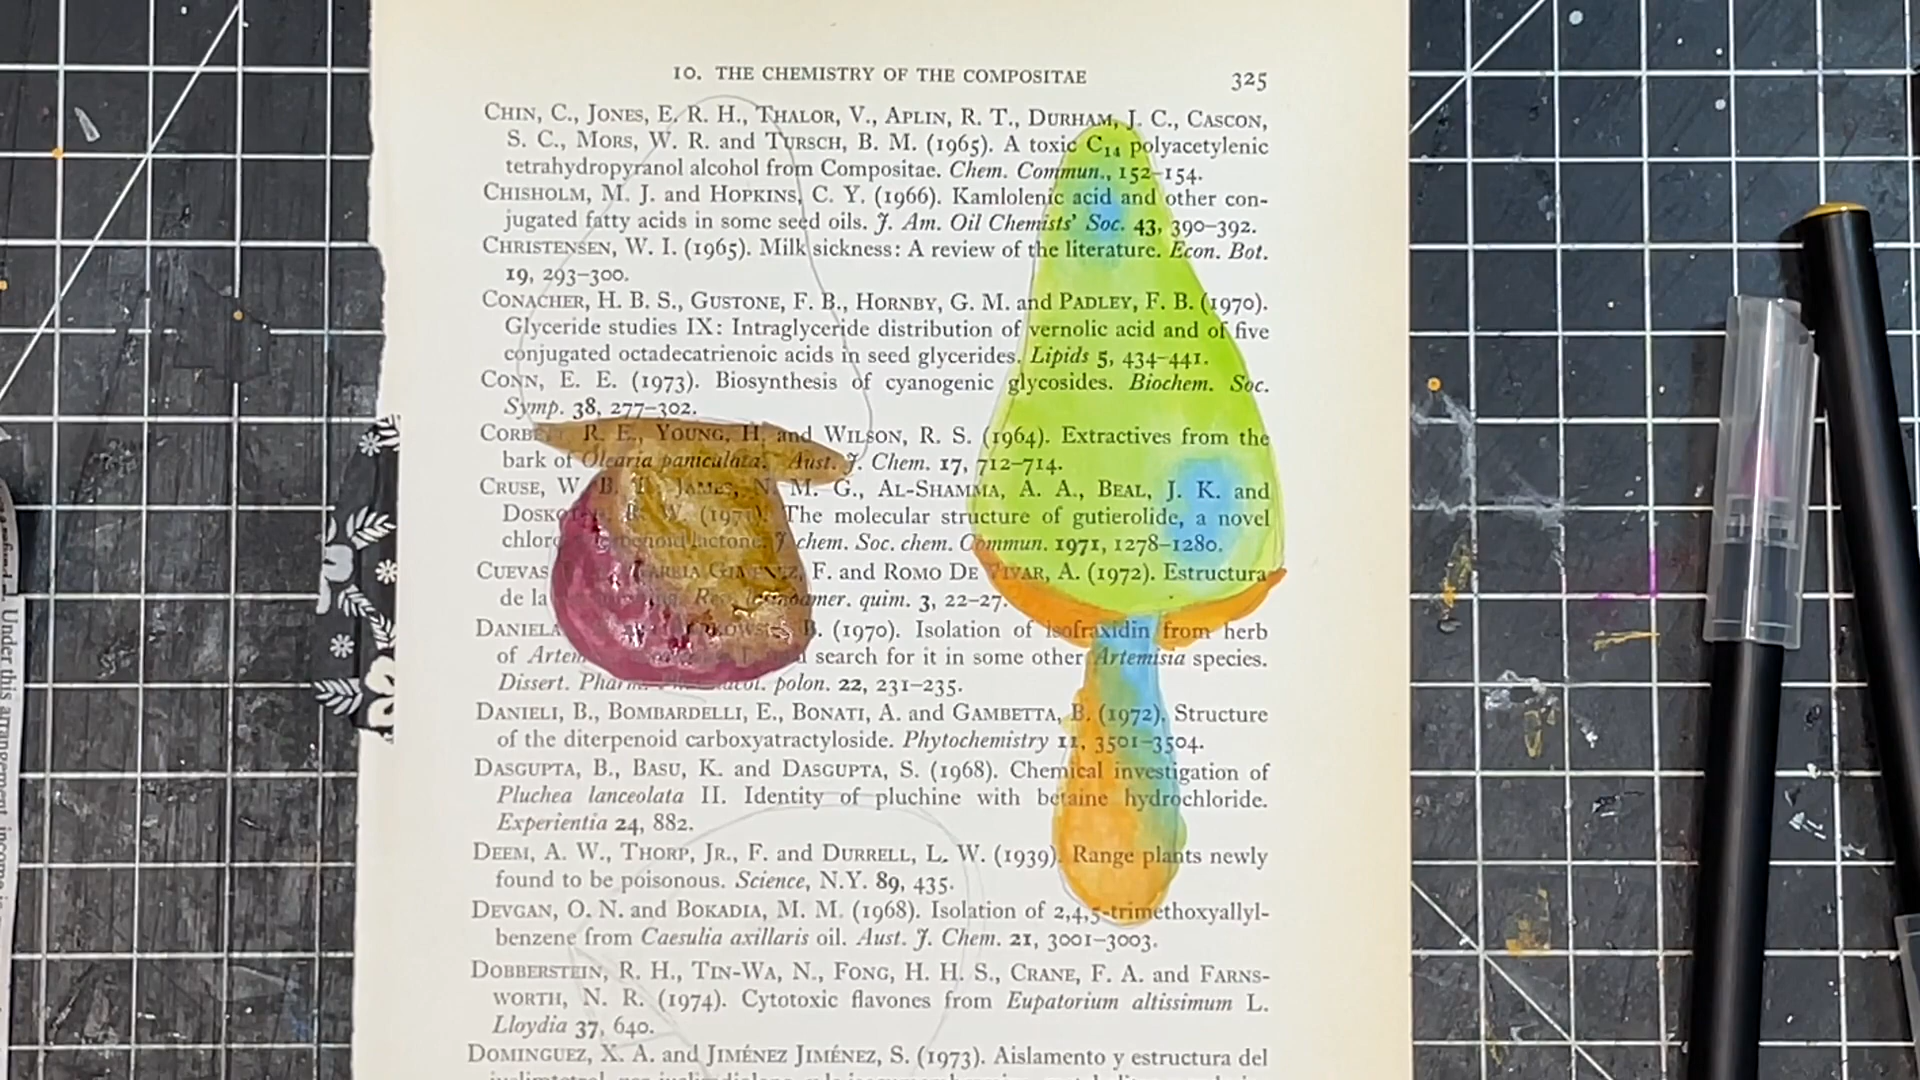 10. THE CHEMISTRY OF THE COMPOSITAE 325
CHIN, C., JONES, E. R. H., THALOR, V., APLIN, R. T., DURHAM, J. C., CASCON,
S. C., MORS, W. R. and TURSCH, B. M. (1965). A toxic C14 polyacetylenic
tetrahydropyranol alcohol from Compositae. Chem. Commun., 152–154.
CHISHOLM, M. J. and HOPKINS, C. Y. (1966). Kamlolenic acid and other con-
jugated fatty acids in some seed oils. J. Am. Oil Chemists' Soc. 43, 390–392.
CHRISTENSEN, W. I. (1965). Milk sickness: A review of the literature. Econ. Bot.
19, 293–300.
CONACHER, H. B. S., GUSTONE, F. B., HORNBY, G. M. and PADLEY, F. B. (1970).
Glyceride studies IX: Intraglyceride distribution of vernolic acid and of five
conjugated octadecatrienoic acids in seed glycerides. Lipids 5, 434–441.
CONN, E. E. (1973). Biosynthesis of cyanogenic glycosides. Biochem. Soc.
Symp. 38, 277–302.
R. E., YOUNG, H. and WILSON, R. S. (1964). Extractives from the
bark of Olearia paniculata. Aust. J. Chem. 17, 712–714.
CRUSE, W. B. T., JAMES, N. M. G., AL-SHAMMA, A. A., BEAL, J. K. and
B. W. (1971). The molecular structure of gutierolide, a novel
lactone. J. chem. Soc. chem. Commun. 1971, 1278–1280.
CUEVAS, F. and ROMO DE VIVAR, A. (1972). Estructura
de la Rev. latinoamer. quim. 3, 22–27.
B. (1970). Isolation of isofraxidin from herb
of search for it in some other Artemisia species.
Dissert. Pharm. polon. 22, 231–235.
DANIELI, B., BOMBARDELLI, E., BONATI, A. and GAMBETTA, B. (1972). Structure
of the diterpenoid carboxyatractyloside. Phytochemistry 11, 3501–3504.
DASGUPTA, B., BASU, K. and DASGUPTA, S. (1968). Chemical investigation of
Pluchea lanceolata II. Identity of pluchine with betaine hydrochloride.
Experientia 24, 882.
DEEM, A. W., THORP, JR., F. and DURRELL, L. W. (1939). Range plants newly
found to be poisonous. Science, N.Y. 89, 435.
DEVGAN, O. N. and BOKADIA, M. M. (1968). Isolation of 2,4,5-trimethoxyallyl-
benzene from Caesulia axillaris oil. Aust. J. Chem. 21, 3001–3003.
DOBBERSTEIN, R. H., TIN-WA, N., FONG, H. H. S., CRANE, F. A. and FARNS-
WORTH, N. R. (1974). Cytotoxic flavones from Eupatorium altissimum L.
Lloydia 37, 640.
DOMINGUEZ, X. A. and JIMÉNEZ JIMÉNEZ, S. (1973). Aislamento y estructura del
Under this arrangement, income